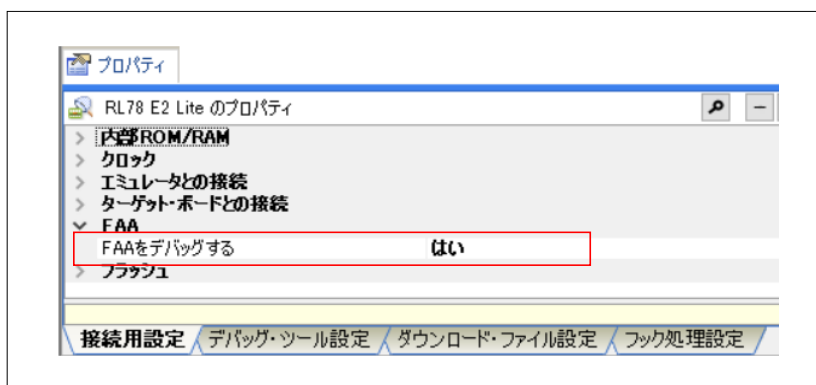 プロパティ
RL78 E2 Lite のプロパティ
内部ROM/RAM
クロック
エミュレータとの接続
ターゲット・ボードとの接続
FAA
FAAをデバッグする はい
フラッシュ
接続用設定 デバッグ・ツール設定 ダウンロード・ファイル設定 フック処理設定